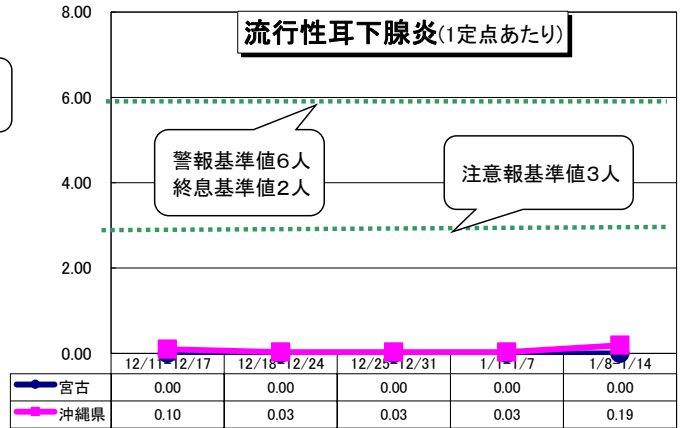 流行性耳下腺炎(1定点あたり)
8.00
6.00
警報基準値6人
終息基準値2人
注意報基準値3人
4.00
2.00
0.00
12/11-12/17 12/18-12/24 12/25-12/31 1/1-1/7 1/8-1/14
宮古 0.00 0.00 0.00 0.00 0.00
沖縄県 0.10 0.03 0.03 0.03 0.19